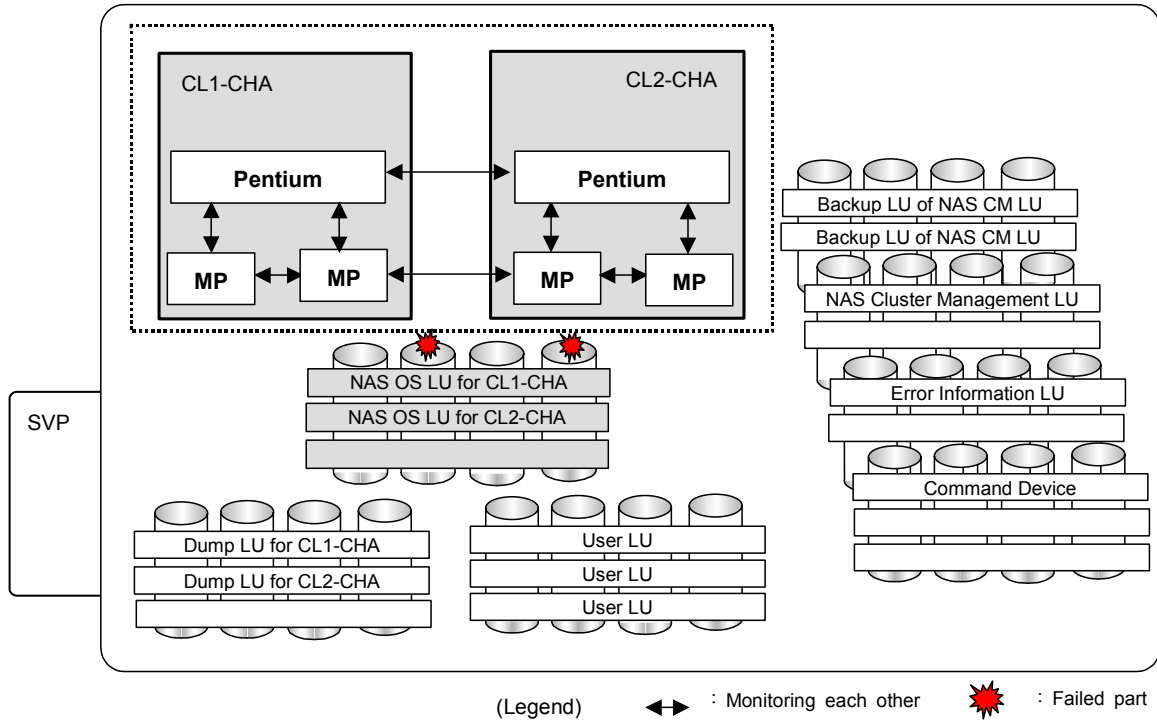 CL1-CHA
CL2-CHA
Pentium
Pentium
MP
MP
MP
MP
Backup LU of NAS CM LU
Backup LU of NAS CM LU
NAS Cluster Management LU
Error Information LU
Command Device
NAS OS LU for CL1-CHA
NAS OS LU for CL2-CHA
SVP
Dump LU for CL1-CHA
Dump LU for CL2-CHA
User LU
User LU
User LU
(Legend) : Monitoring each other : Failed part